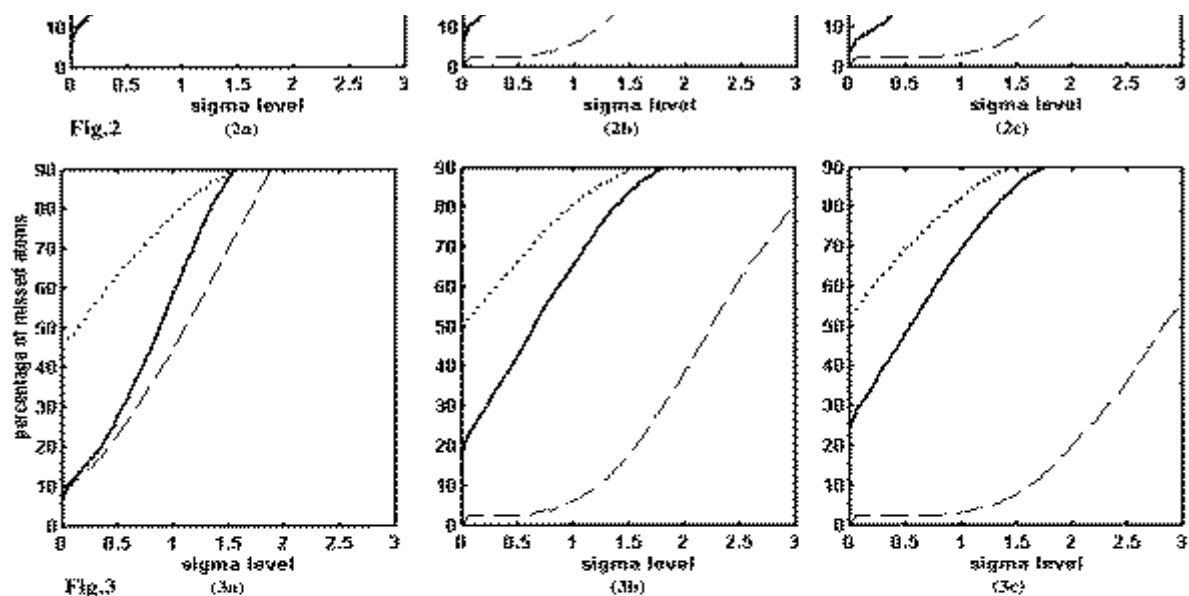 10 10 10
0 0 0
0 0.5 1 1.5 2 2.5 3 0 0.5 1 1.5 2 2.5 3 0 0.5 1 1.5 2 2.5 3
sigma level sigma level sigma level
Fig.2 (2a) (2b) (2c)
90 90 90
80 80 80
70 70 70
60 60 60
50 50 50
40 40 40
30 30 30
20 20 20
10 10 10
0 0 0
percentage of missed atoms
0 0.5 1 1.5 2 2.5 3 0 0.5 1 1.5 2 2.5 3 0 0.5 1 1.5 2 2.5 3
sigma level sigma level sigma level
Fig.3 (3a) (3b) (3c)